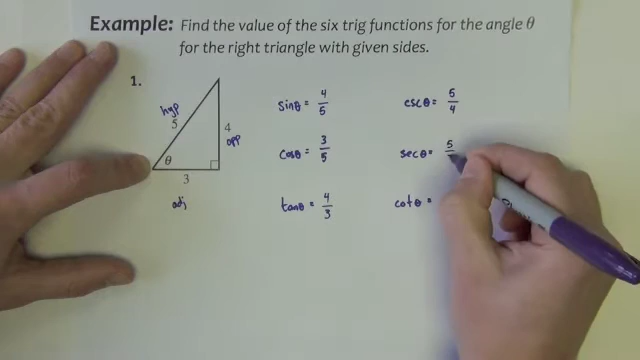 Example: Find the value of the six trig functions for the angle θ
for the right triangle with given sides.
1.
hyp
5
4
opp
θ
3
adj
sinθ = 4/5
cscθ = 5/4
cosθ = 3/5
secθ = 5/
tanθ = 4/3
cotθ =